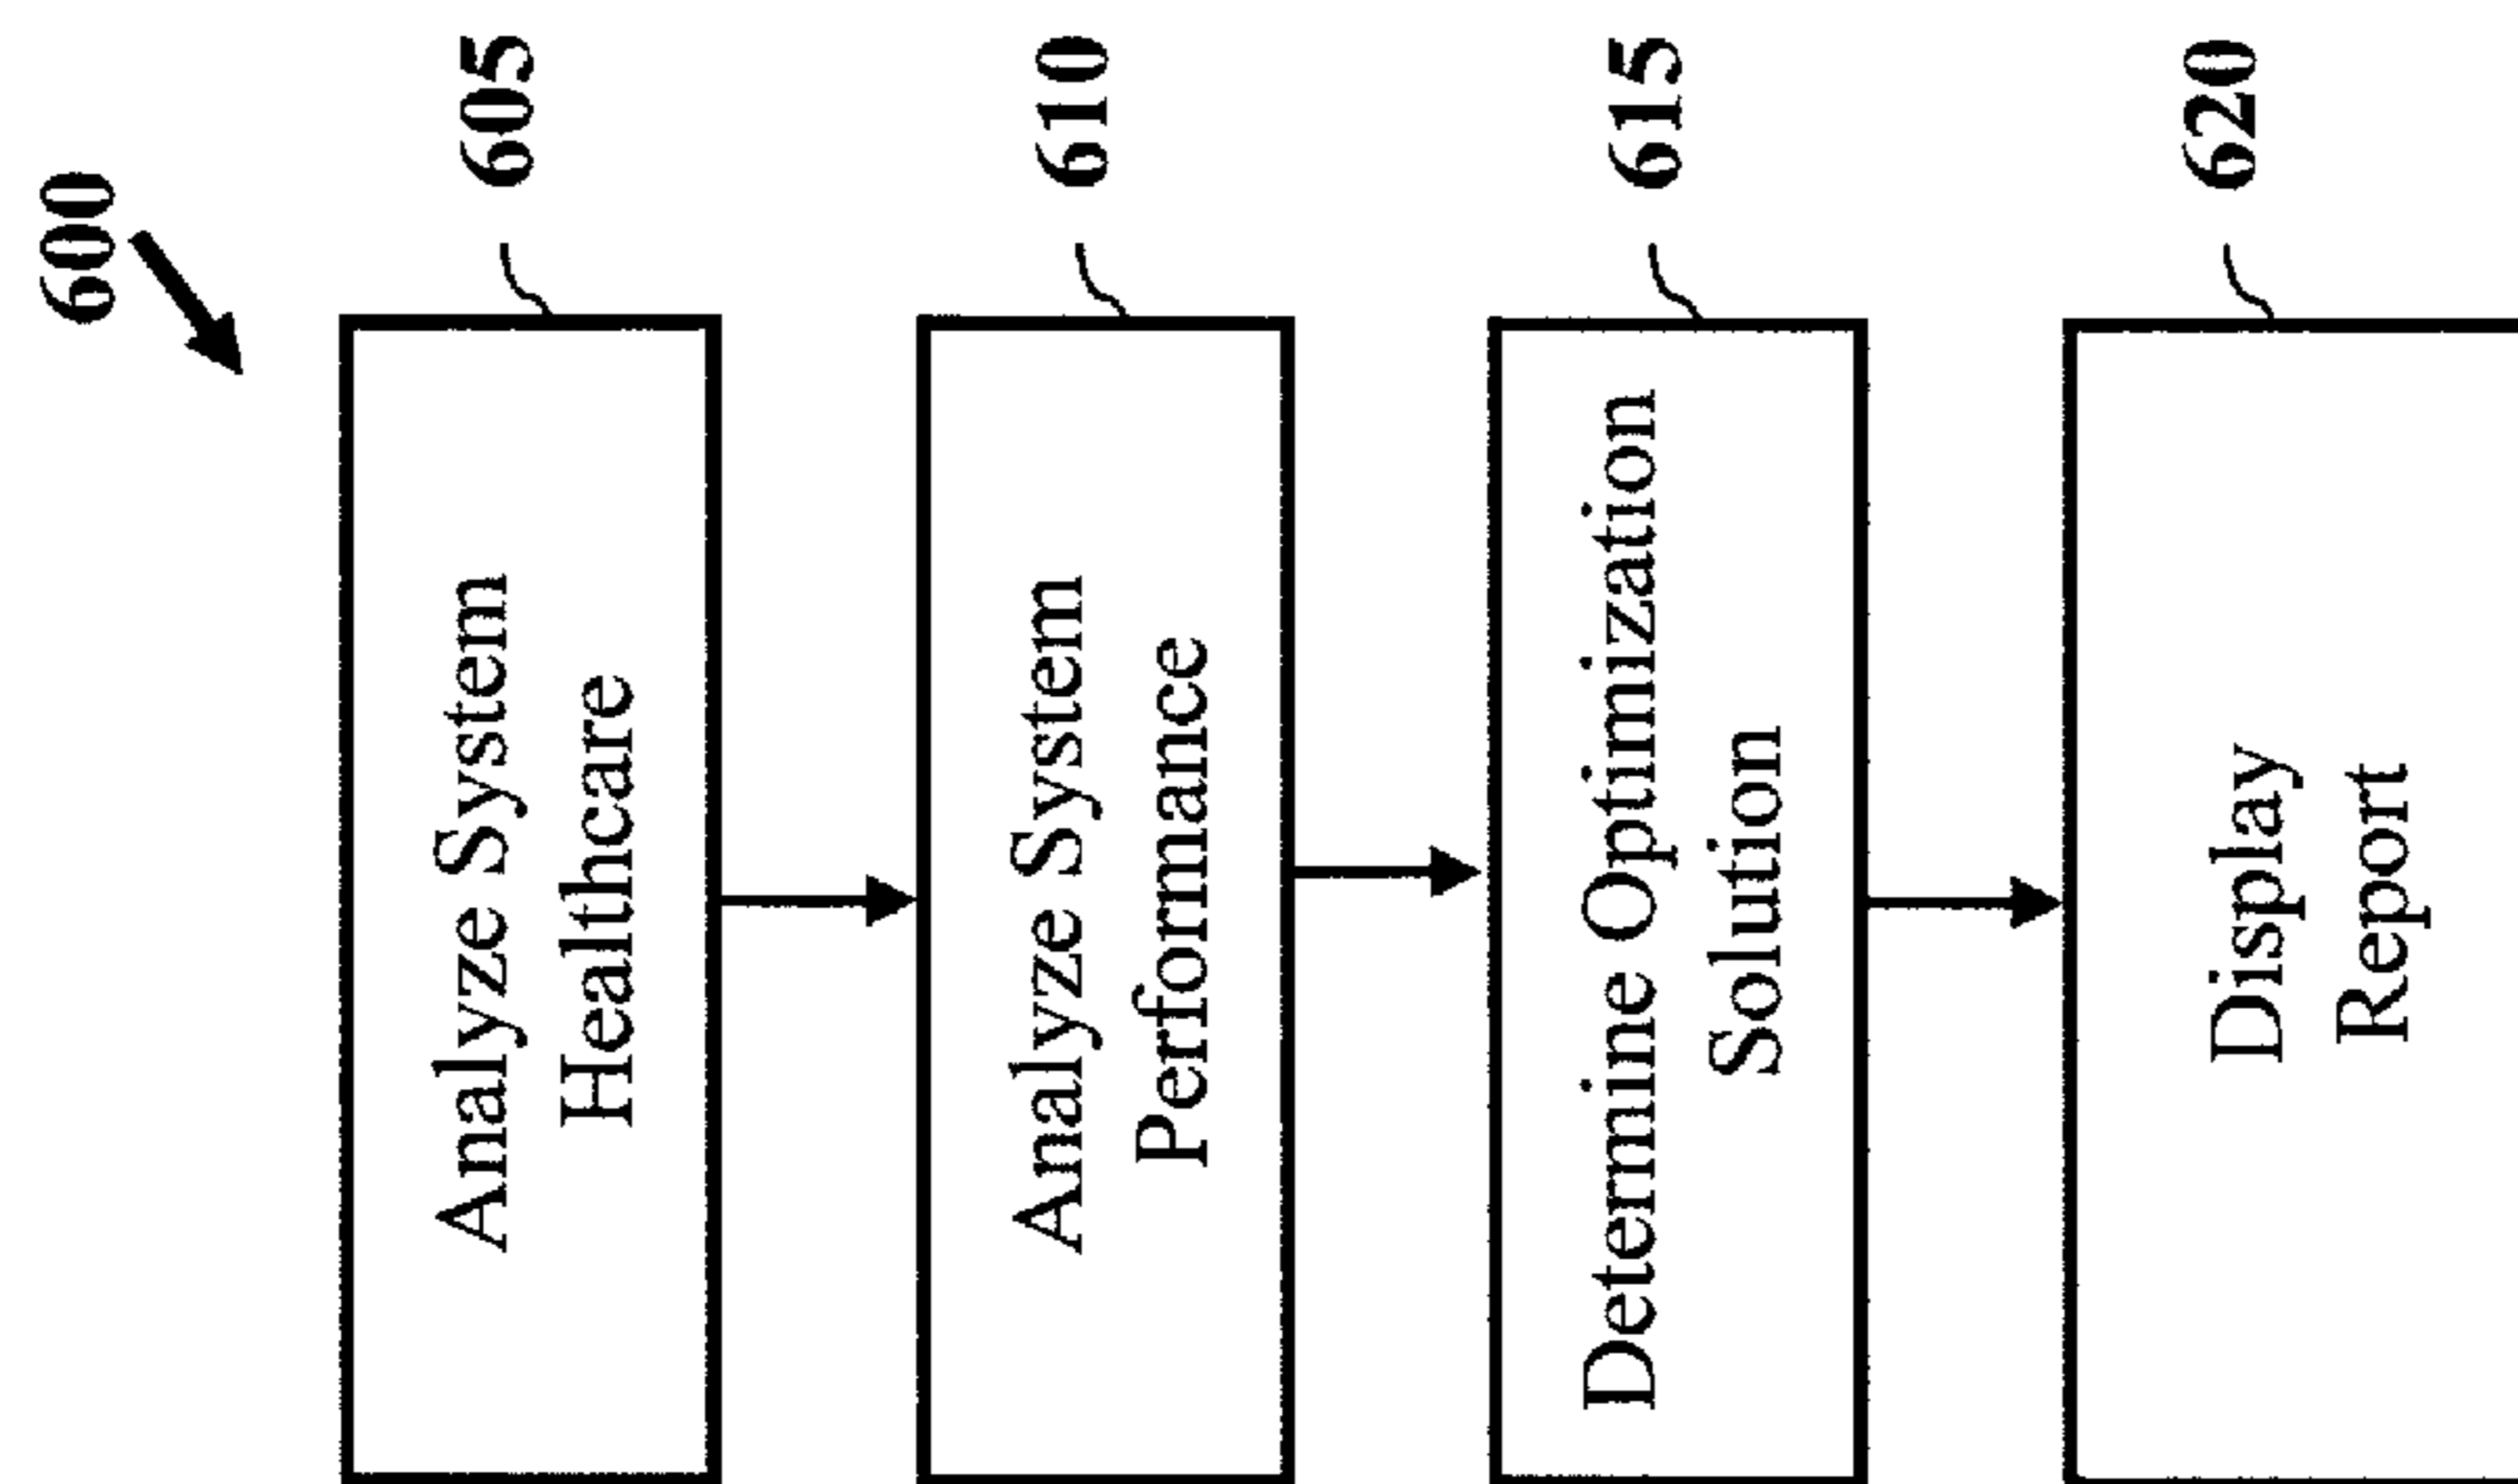 600
Analyze System
Healthcare
605
Analyze System
Performance
610
Determine Optimization
Solution
615
Display
Report
620